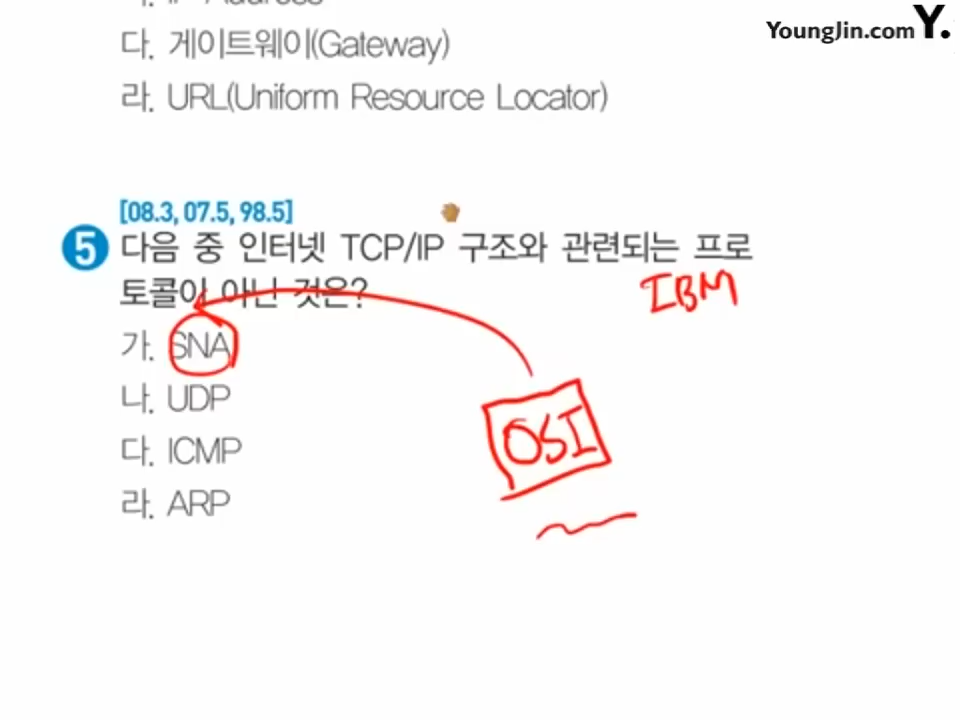 YoungJin.com Y.
다. 게이트웨이(Gateway)
라. URL(Uniform Resource Locator)
[08.3, 07.5, 98.5]
5 다음 중 인터넷 TCP/IP 구조와 관련되는 프로
토콜이 아닌 것은?
IBM
가. SNA
나. UDP
다. ICMP
라. ARP
OSI